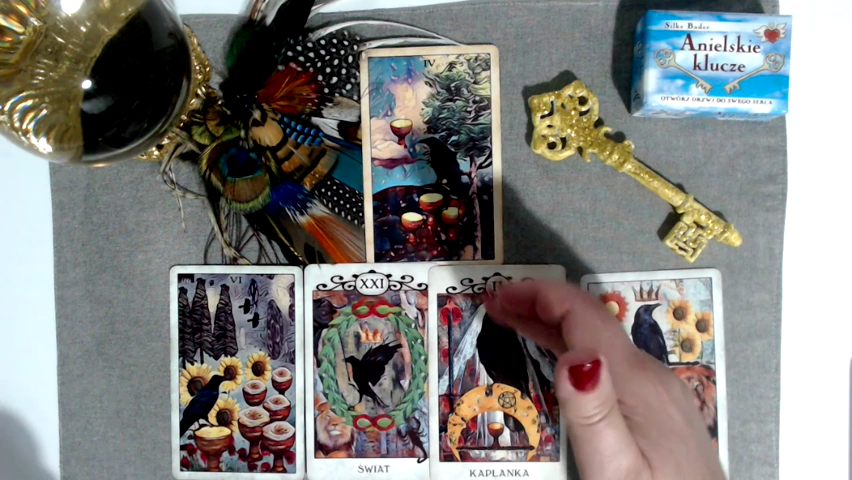 IV
Silke Bader
Anielskie
klucze
OTWÓRZ DRZWI DO SWEGO SERCA
VI
XXI
ŚWIAT
KAPŁANKA